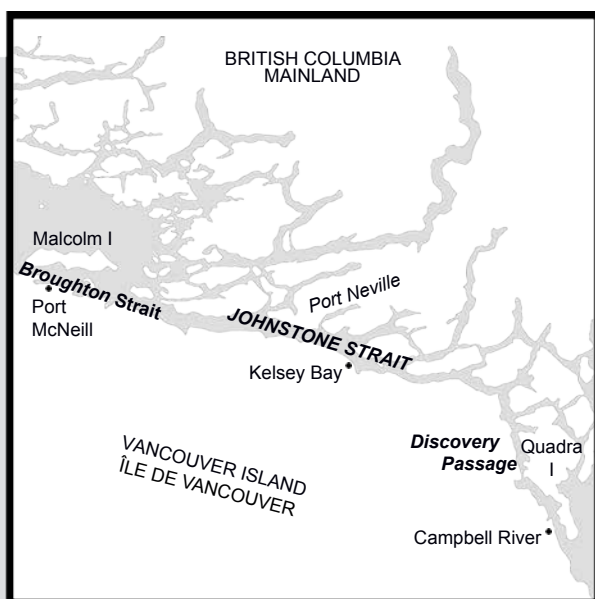 BRITISH COLUMBIA
MAINLAND
Malcolm I
Broughton Strait
Port
McNeill
Port Neville
JOHNSTONE STRAIT
Kelsey Bay
VANCOUVER ISLAND
ÎLE DE VANCOUVER
Discovery
Passage
Quadra
I
Campbell River